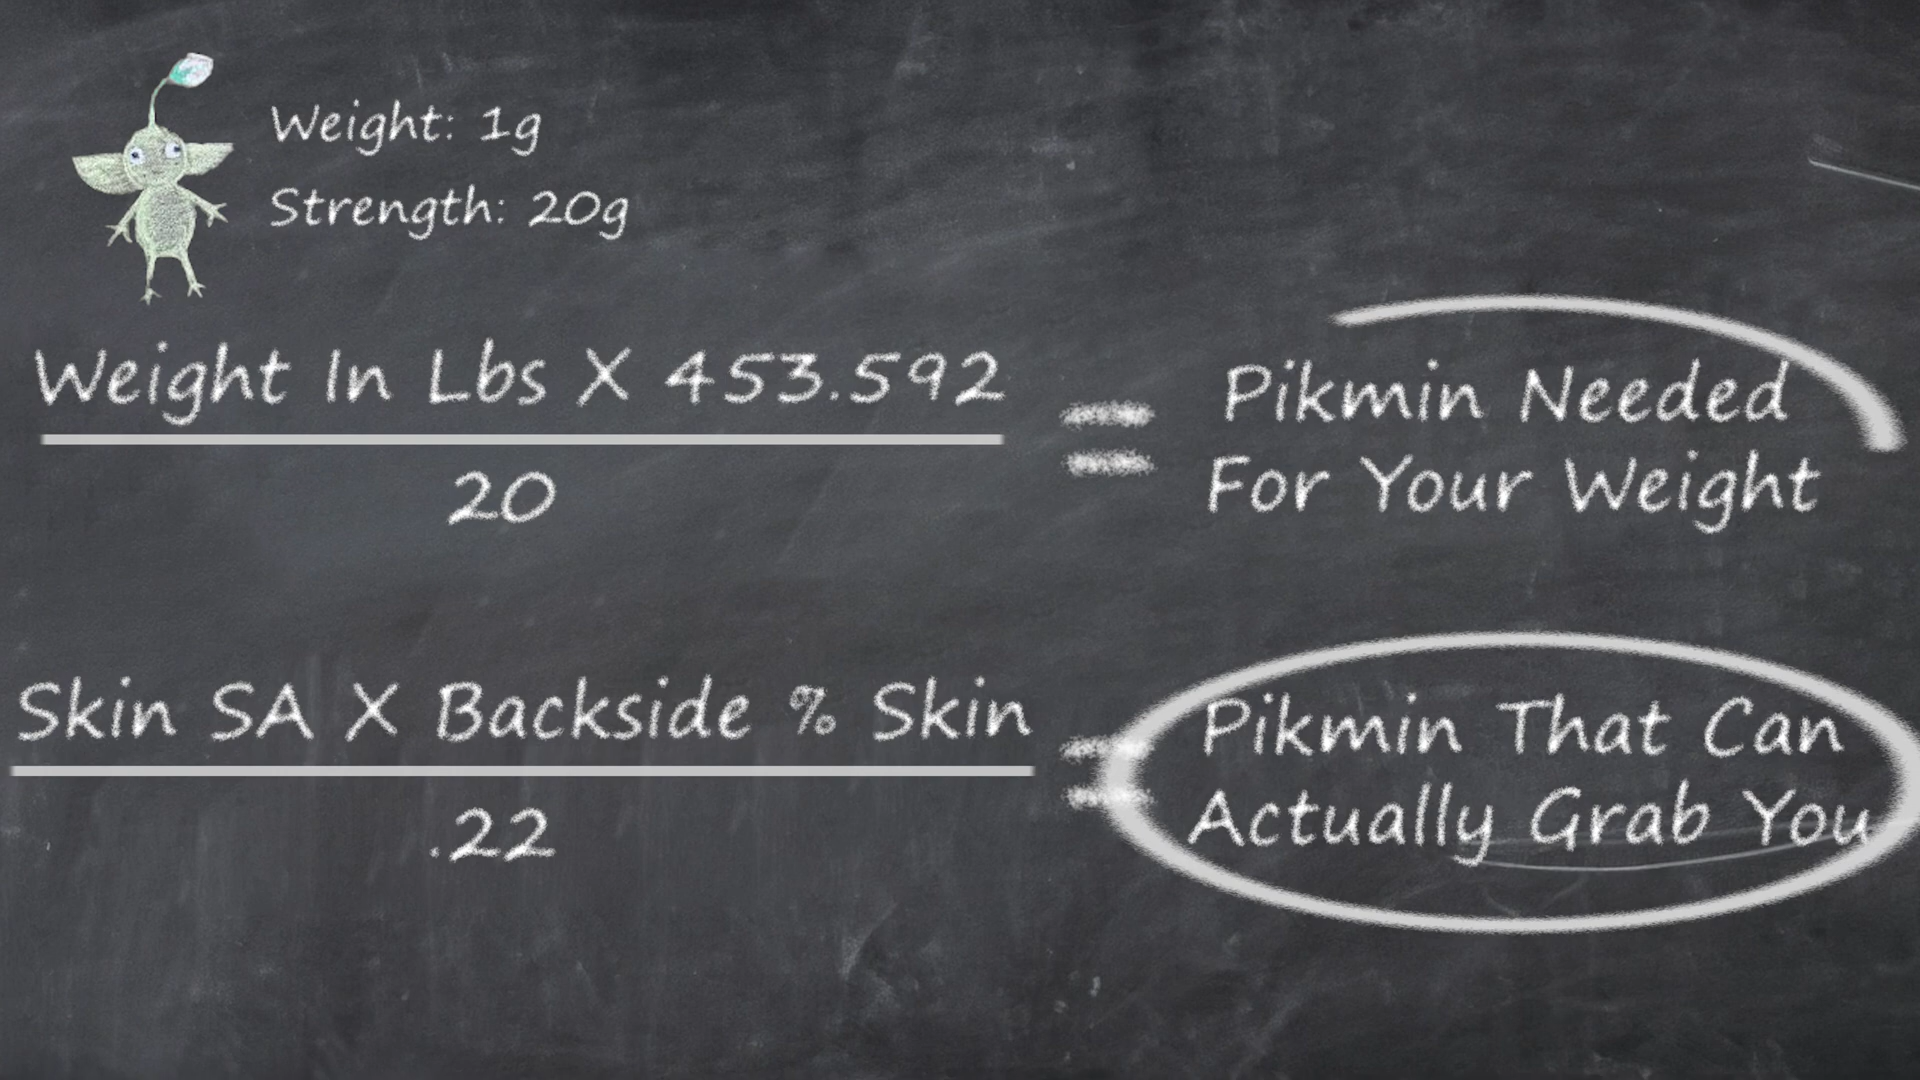 Weight: 1g
Strength: 20g
Weight In Lbs X 453.592
20
=
Pikmin Needed
For Your Weight
Skin SA X Backside % Skin
.22
=
Pikmin That Can
Actually Grab You